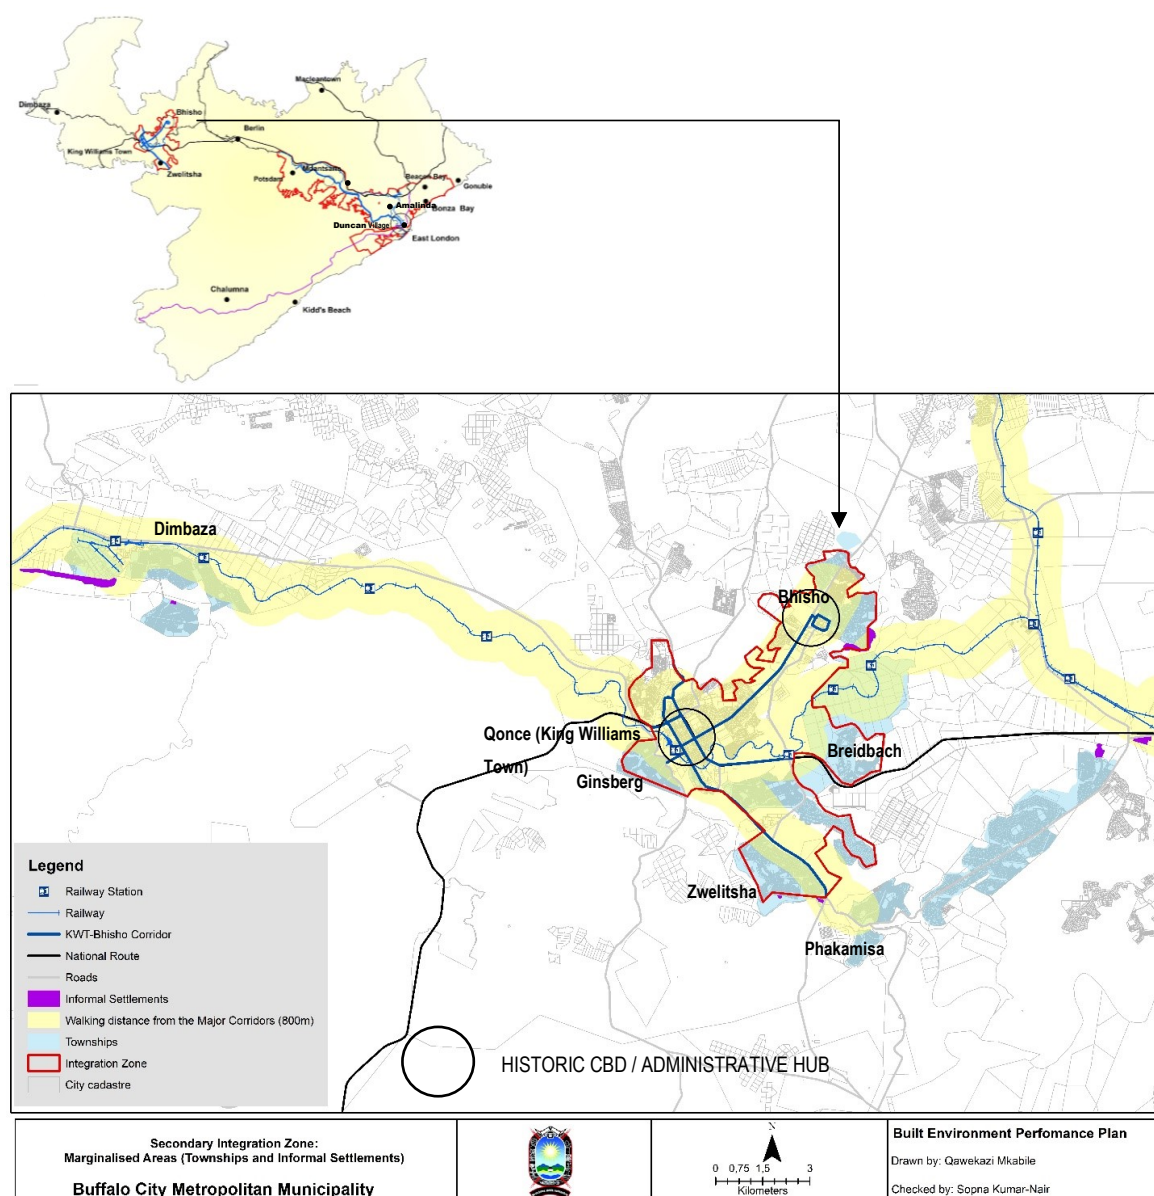 Macleantown
Dimbaza
Bhisho
Berlin
King Williams Town
Zwelitsha
Potsdam
Mdantsane
Beacon Bay
Gonubie
Amalinda
Bonza Bay
Duncan Village
East London
Chalumna
Kidd's Beach
Dimbaza
Bhisho
Qonce (King Williams
Town)
Breidbach
Ginsberg
Zwelitsha
Phakamisa
Legend
Railway Station
Railway
KWT-Bhisho Corridor
National Route
Roads
Informal Settlements
Walking distance from the Major Corridors (800m)
Townships
Integration Zone
City cadastre
HISTORIC CBD / ADMINISTRATIVE HUB
Secondary Integration Zone:
Marginalised Areas (Townships and Informal Settlements)
Buffalo City Metropolitan Municipality
N
0 0,75 1,5 3
Kilometers
Built Environment Perfomance Plan
Drawn by: Qawekazi Mkabile
Checked by: Sopna Kumar-Nair